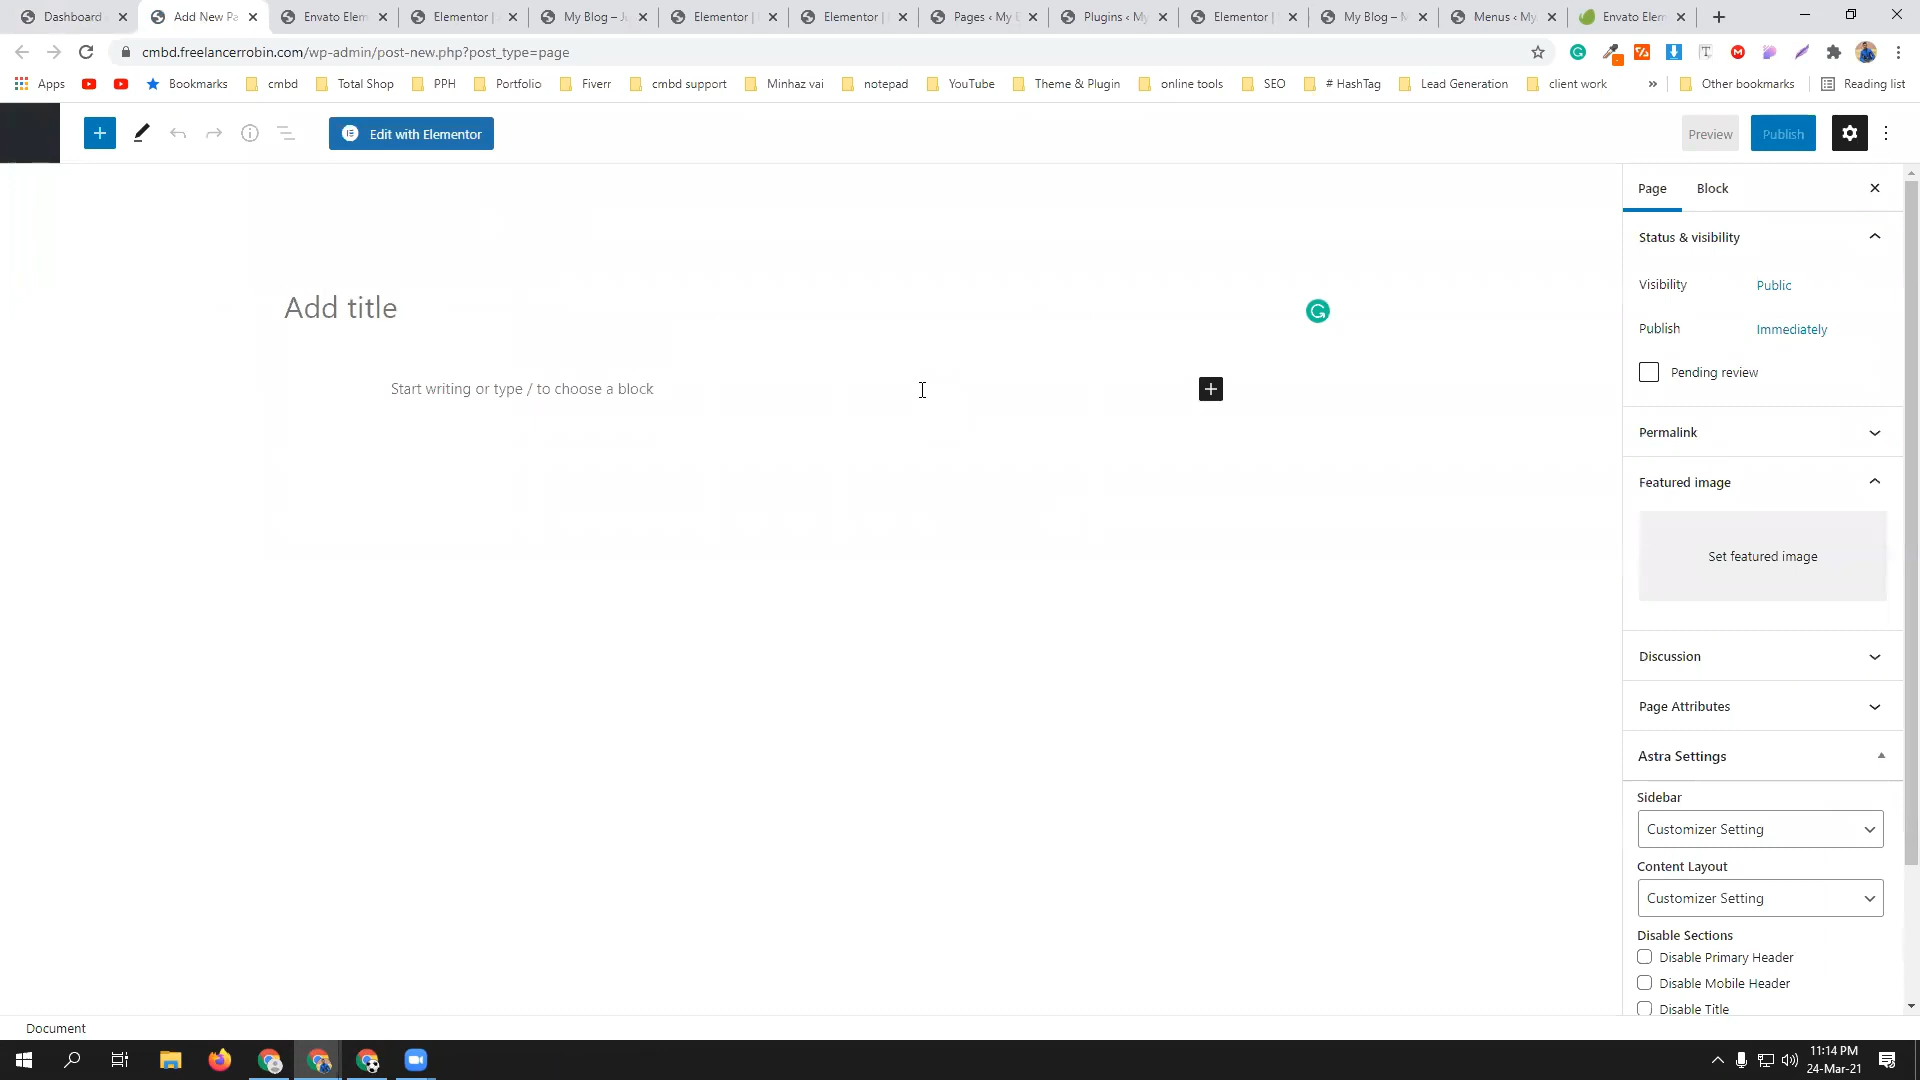 Dashboard
Add New Pa
Envato Elem
Elementor |
My Blog – Ju
Elementor |
Elementor |
Pages ‹ My B
Plugins ‹ My
Elementor |
My Blog –
Menus ‹ My
Envato Elem
cmbd.freelancerrobin.com/wp-admin/post-new.php?post_type=page
Apps
Bookmarks
cmbd
Total Shop
PPH
Portfolio
Fiverr
cmbd support
Minhaz vai
notepad
YouTube
Theme & Plugin
online tools
SEO
# HashTag
Lead Generation
client work
»
Other bookmarks
Reading list
Edit with Elementor
Preview
Publish
Page
Block
Status & visibility
Visibility
Public
Publish
Immediately
Pending review
Add title
Start writing or type / to choose a block
Permalink
Featured image
Set featured image
Discussion
Page Attributes
Astra Settings
Sidebar
Customizer Setting
Content Layout
Customizer Setting
Disable Sections
Disable Primary Header
Disable Mobile Header
Disable Title
Document
11:14 PM
24-Mar-21